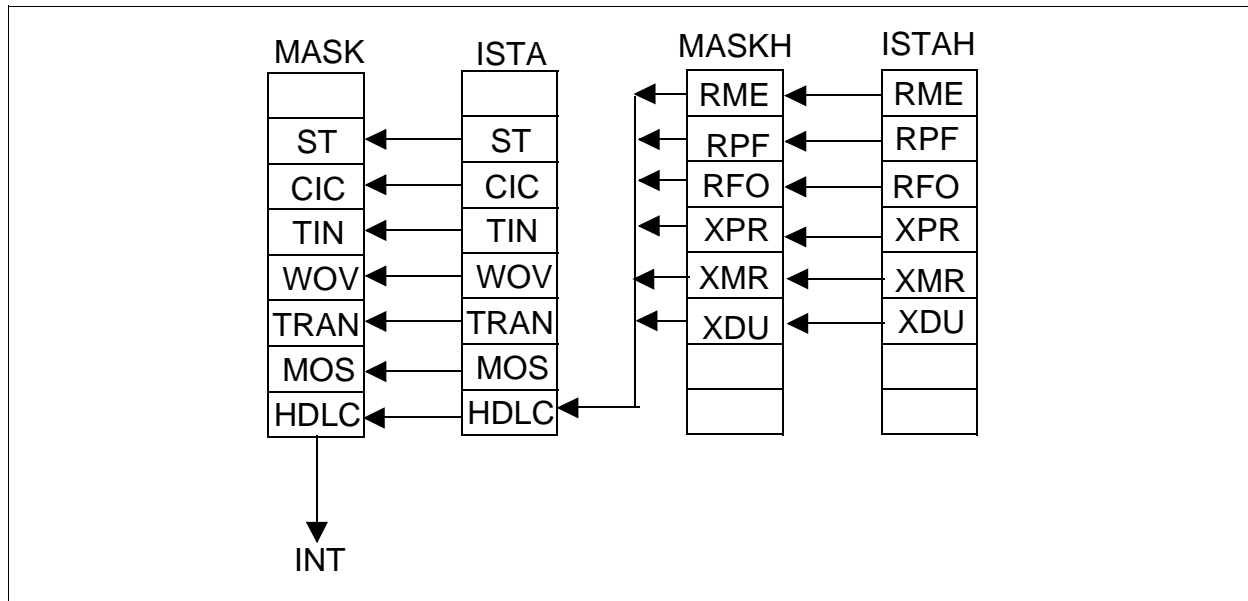 MASK ISTA MASKH ISTAH
RME RME
ST ST RPF RPF
CIC CIC RFO RFO
TIN TIN XPR XPR
WOV WOV XMR XMR
TRAN TRAN XDU XDU
MOS MOS
HDLC HDLC
INT